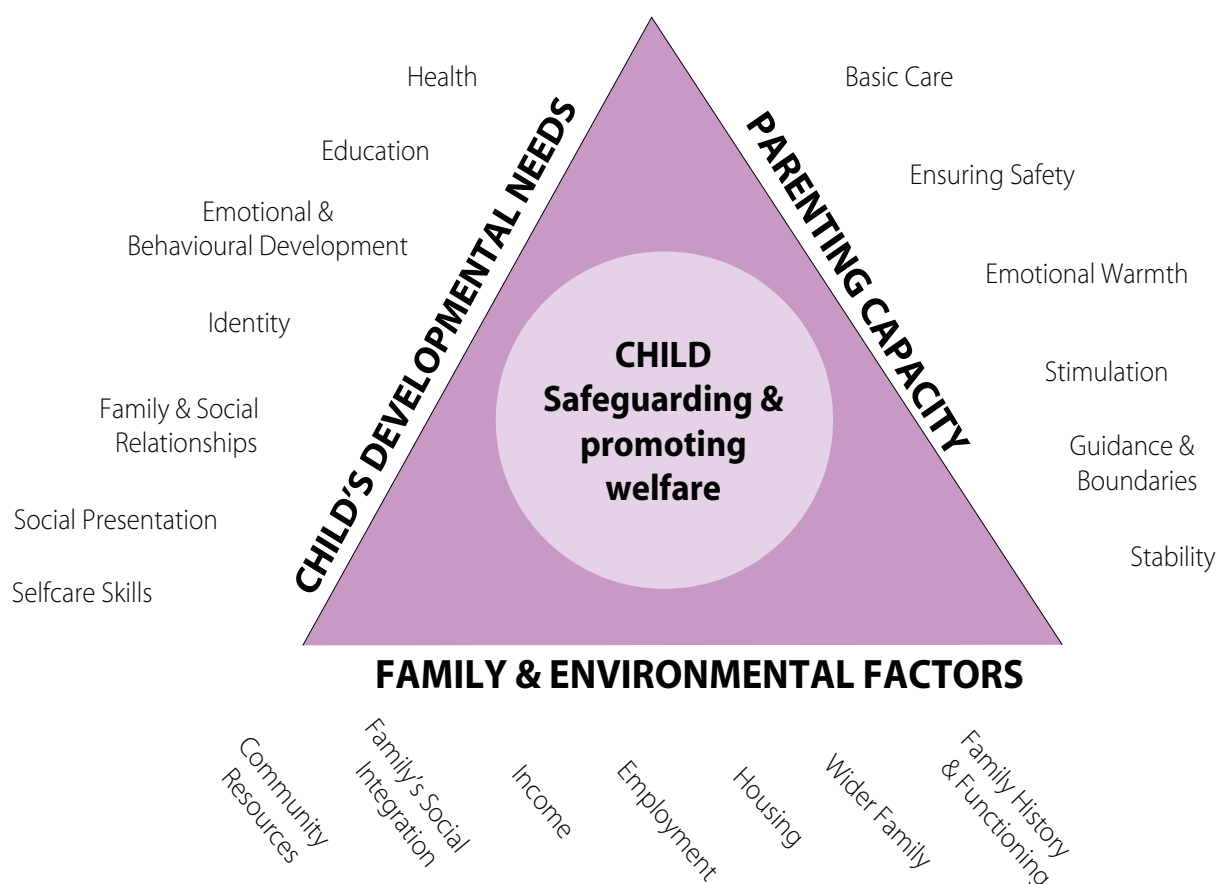 Health
Education
Emotional &
Behavioural Development
Identity
Family & Social
Relationships
Social Presentation
Selfcare Skills
CHILD'S DEVELOPMENTAL NEEDS
CHILD
Safeguarding &
promoting
welfare
PARENTING CAPACITY
Basic Care
Ensuring Safety
Emotional Warmth
Stimulation
Guidance &
Boundaries
Stability
FAMILY & ENVIRONMENTAL FACTORS
Community
Resources
Family's Social
Integration
Income
Employment
Housing
Wider Family
Family History
& Functioning